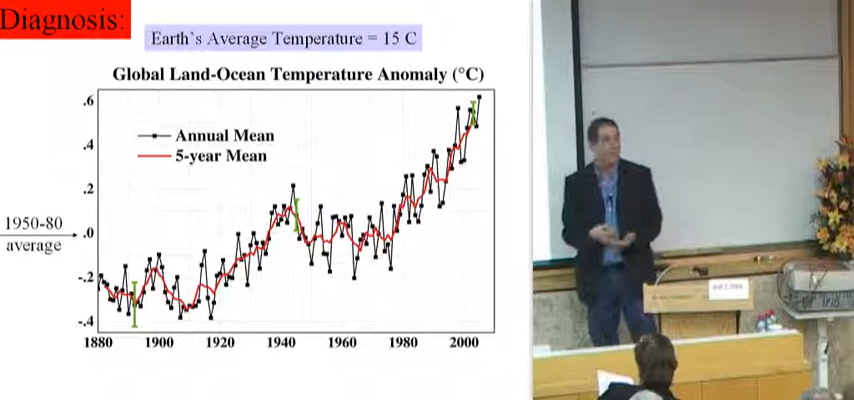 Diagnosis:
Earth's Average Temperature = 15 C
Global Land-Ocean Temperature Anomaly (°C)
.6
.4
.2
.0
-.2
-.4
Annual Mean
5-year Mean
1950-80
average
1880 1900 1920 1940 1960 1980 2000